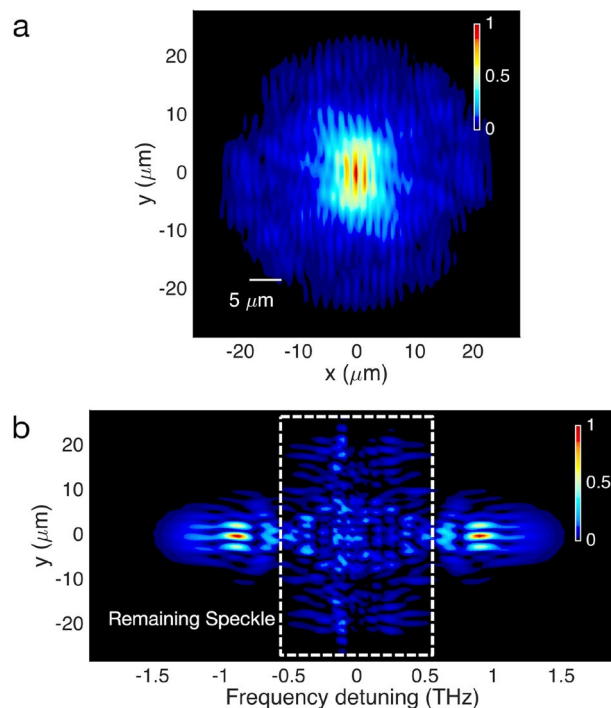 a
20
10
0
-10
-20
y (μm)
1
0.5
0
5 μm
-20 -10 0 10 20
x (μm)
b
20
10
0
-10
-20
y (μm)
1
0.5
0
Remaining Speckle
-1.5 -1 -0.5 0 0.5 1 1.5
Frequency detuning (THz)